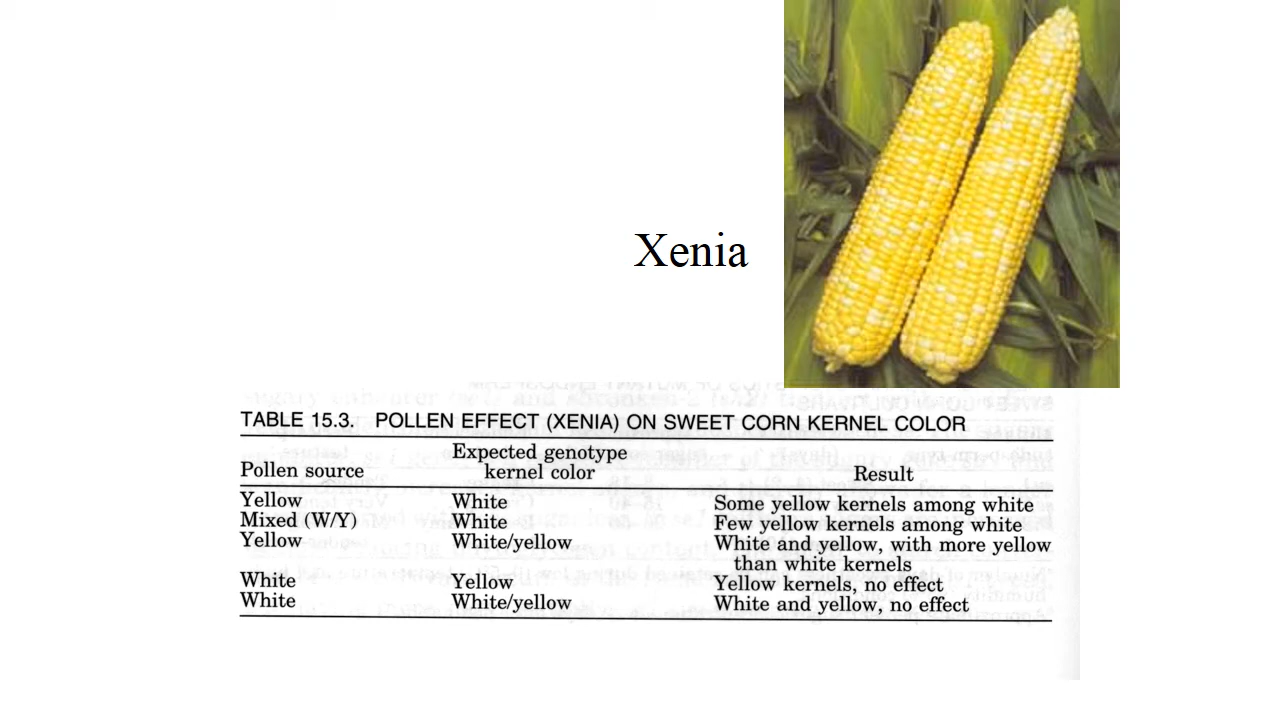 Xenia
TABLE 15.3. POLLEN EFFECT (XENIA) ON SWEET CORN KERNEL COLOR
Expected genotype
Pollen source kernel color Result
Yellow White Some yellow kernels among white
Mixed (W/Y) White Few yellow kernels among white
Yellow White/yellow White and yellow, with more yellow
than white kernels
White Yellow Yellow kernels, no effect
White White/yellow White and yellow, no effect